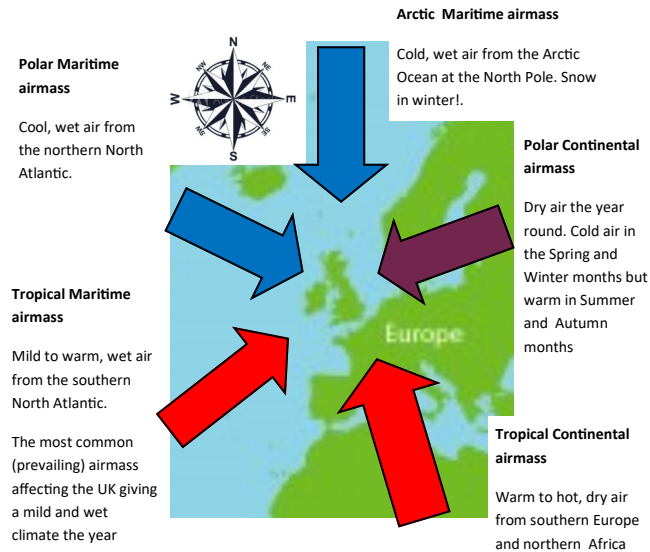 Arctic Maritime airmass
Cold, wet air from the Arctic
Ocean at the North Pole. Snow
in winter!.
Polar Maritime
airmass
Cool, wet air from
the northern North
Atlantic.
N
NE
E
SE
S
SW
W
NW
Polar Continental
airmass
Dry air the year
round. Cold air in
the Spring and
Winter months but
warm in Summer
and Autumn
months
Tropical Maritime
airmass
Mild to warm, wet air
from the southern
North Atlantic.
The most common
(prevailing) airmass
affecting the UK giving
a mild and wet
climate the year
Europe
Tropical Continental
airmass
Warm to hot, dry air
from southern Europe
and northern Africa